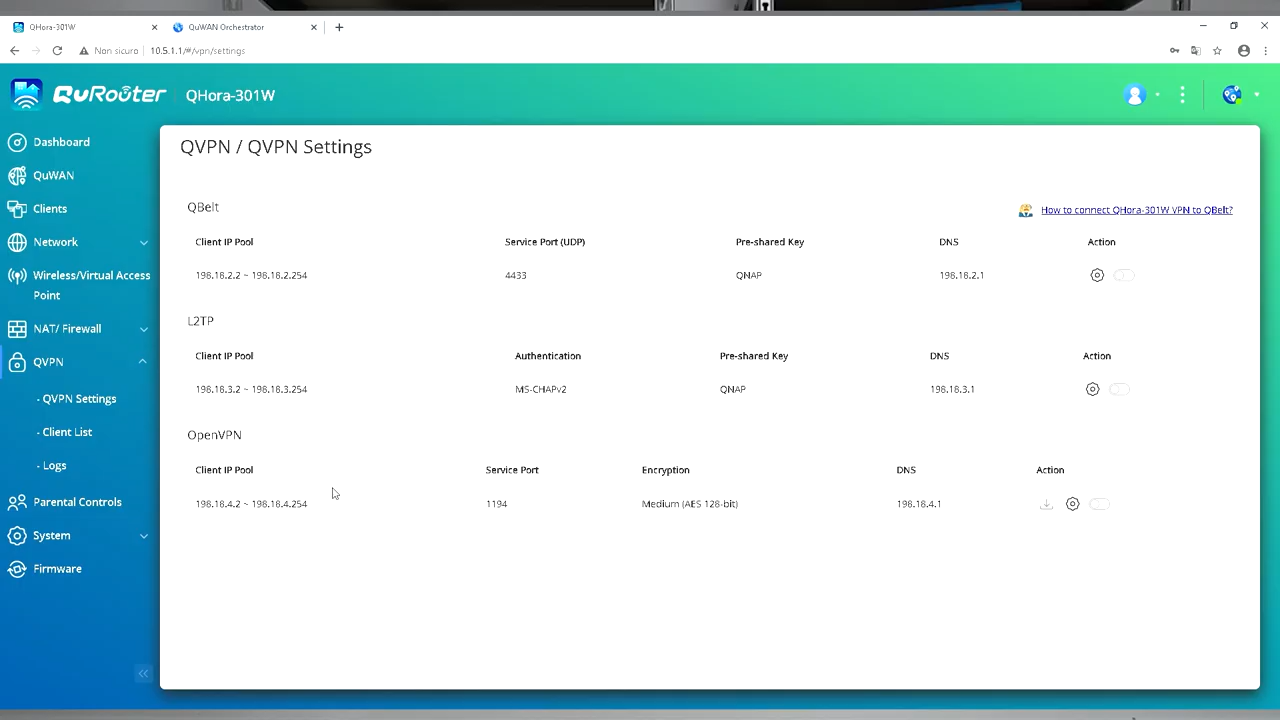 QHora-301W
QuWAN Orchestrator
Non sicuro
10.5.1.1/#/vpn/settings
QuRouter
QHora-301W
Dashboard
QuWAN
Clients
Network
Wireless/Virtual Access
Point
NAT/ Firewall
QVPN
- QVPN Settings
- Client List
- Logs
Parental Controls
System
Firmware
QVPN / QVPN Settings
QBelt
How to connect QHora-301W VPN to QBelt?
Client IP Pool Service Port (UDP) Pre-shared Key DNS Action
198.18.2.2 ~ 198.18.2.254 4433 QNAP 198.18.2.1
L2TP
Client IP Pool Authentication Pre-shared Key DNS Action
198.18.3.2 ~ 198.18.3.254 MS-CHAPv2 QNAP 198.18.3.1
OpenVPN
Client IP Pool Service Port Encryption DNS Action
198.18.4.2 ~ 198.18.4.254 1194 Medium (AES 128-bit) 198.18.4.1